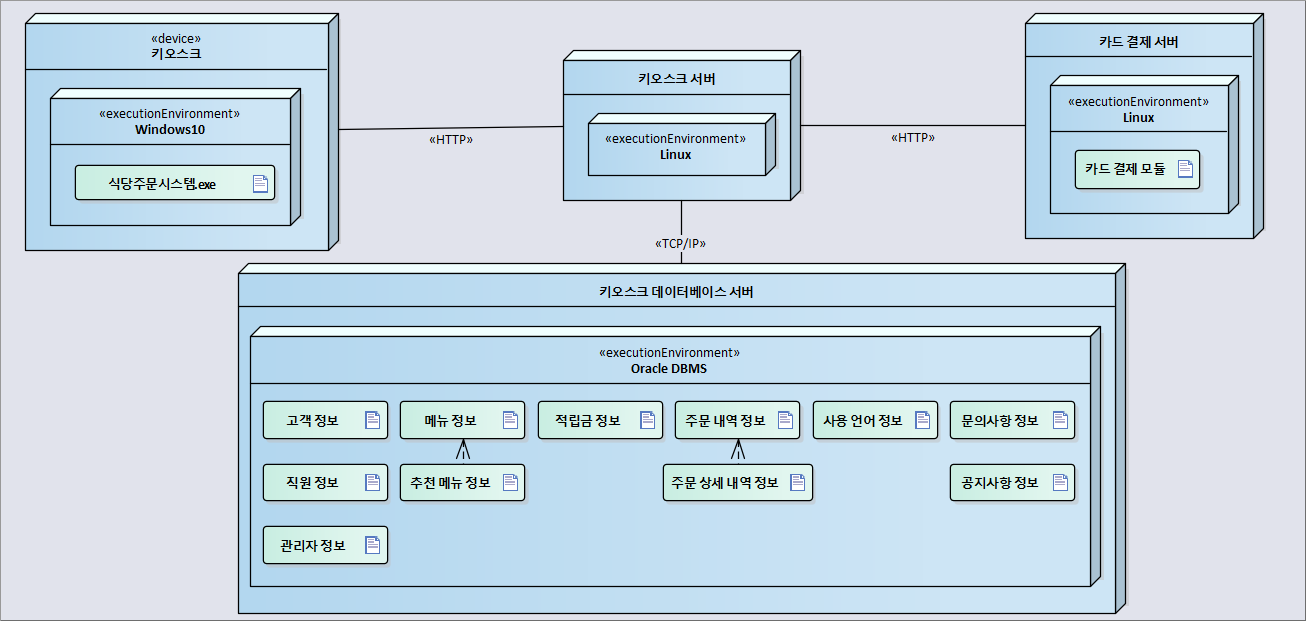 «device»
키오스크
«executionEnvironment»
Windows10
식당주문시스템.exe
«HTTP»
키오스크 서버
«executionEnvironment»
Linux
«HTTP»
카드 결제 서버
«executionEnvironment»
Linux
카드 결제 모듈
«TCP/IP»
키오스크 데이터베이스 서버
«executionEnvironment»
Oracle DBMS
고객 정보
메뉴 정보
적립금 정보
주문 내역 정보
사용 언어 정보
문의사항 정보
직원 정보
추천 메뉴 정보
주문 상세 내역 정보
공지사항 정보
관리자 정보